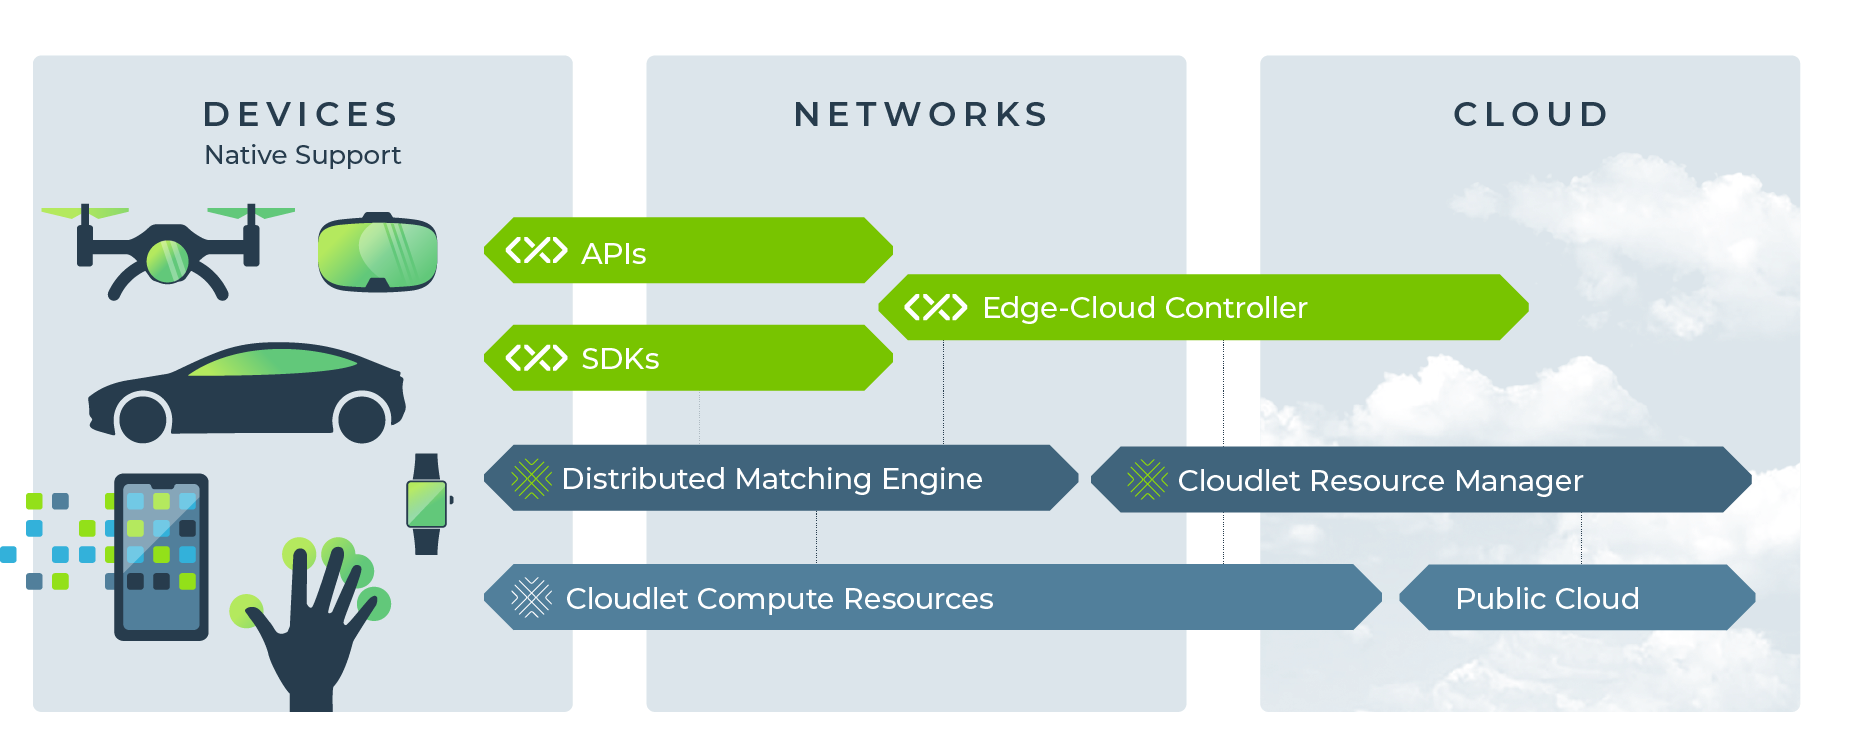 DEVICES
Native Support
NETWORKS
CLOUD
APIs
Edge-Cloud Controller
SDKs
Distributed Matching Engine
Cloudlet Resource Manager
Cloudlet Compute Resources
Public Cloud